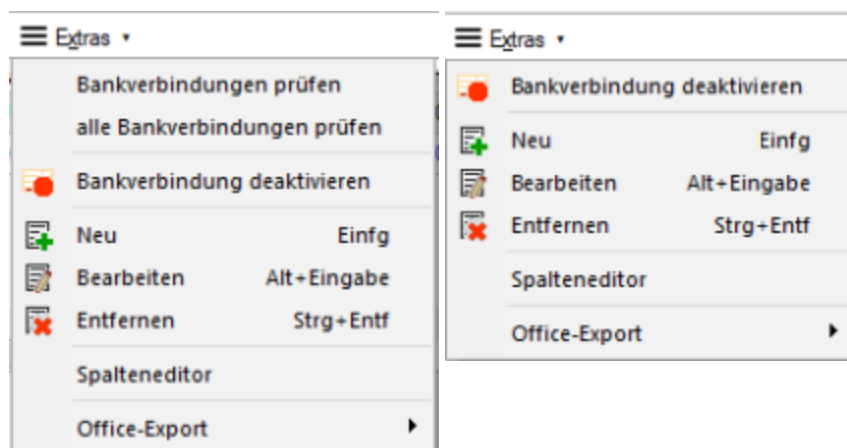 Extras
Bankverbindungen prüfen
alle Bankverbindungen prüfen
Bankverbindung deaktivieren
Neu Einfg
Bearbeiten Alt+Eingabe
Entfernen Strg+Entf
Spalteneditor
Office-Export
Extras
Bankverbindung deaktivieren
Neu Einfg
Bearbeiten Alt+Eingabe
Entfernen Strg+Entf
Spalteneditor
Office-Export